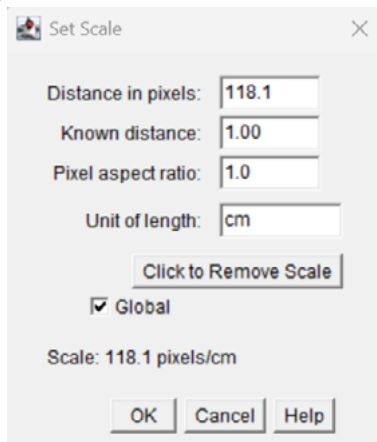 Set Scale
Distance in pixels: 118.1
Known distance: 1.00
Pixel aspect ratio: 1.0
Unit of length: cm
Click to Remove Scale
Global
Scale: 118.1 pixels/cm
OK Cancel Help